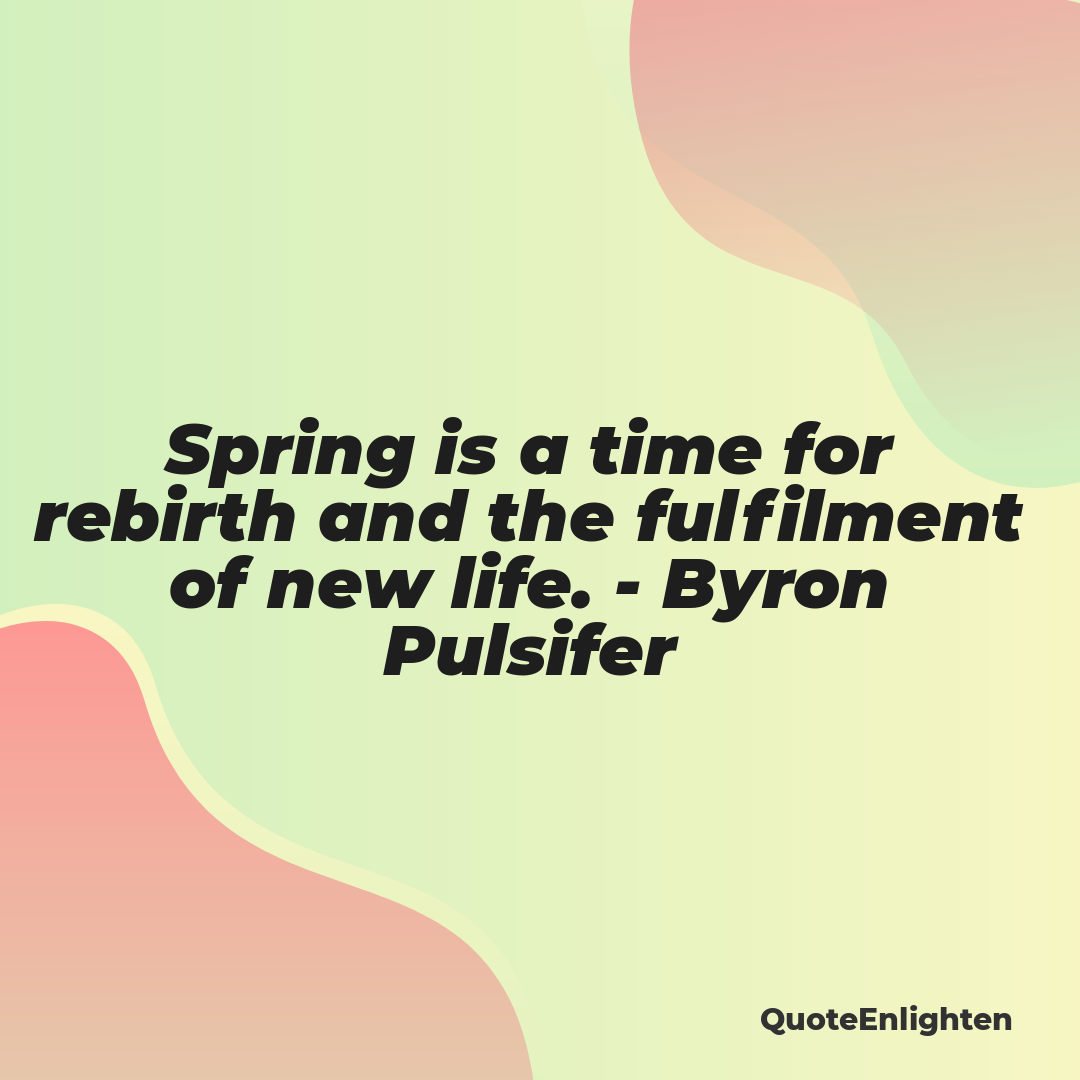 Spring is a time for
rebirth and the fulfilment
of new life. - Byron
Pulsifer
QuoteEnlighten